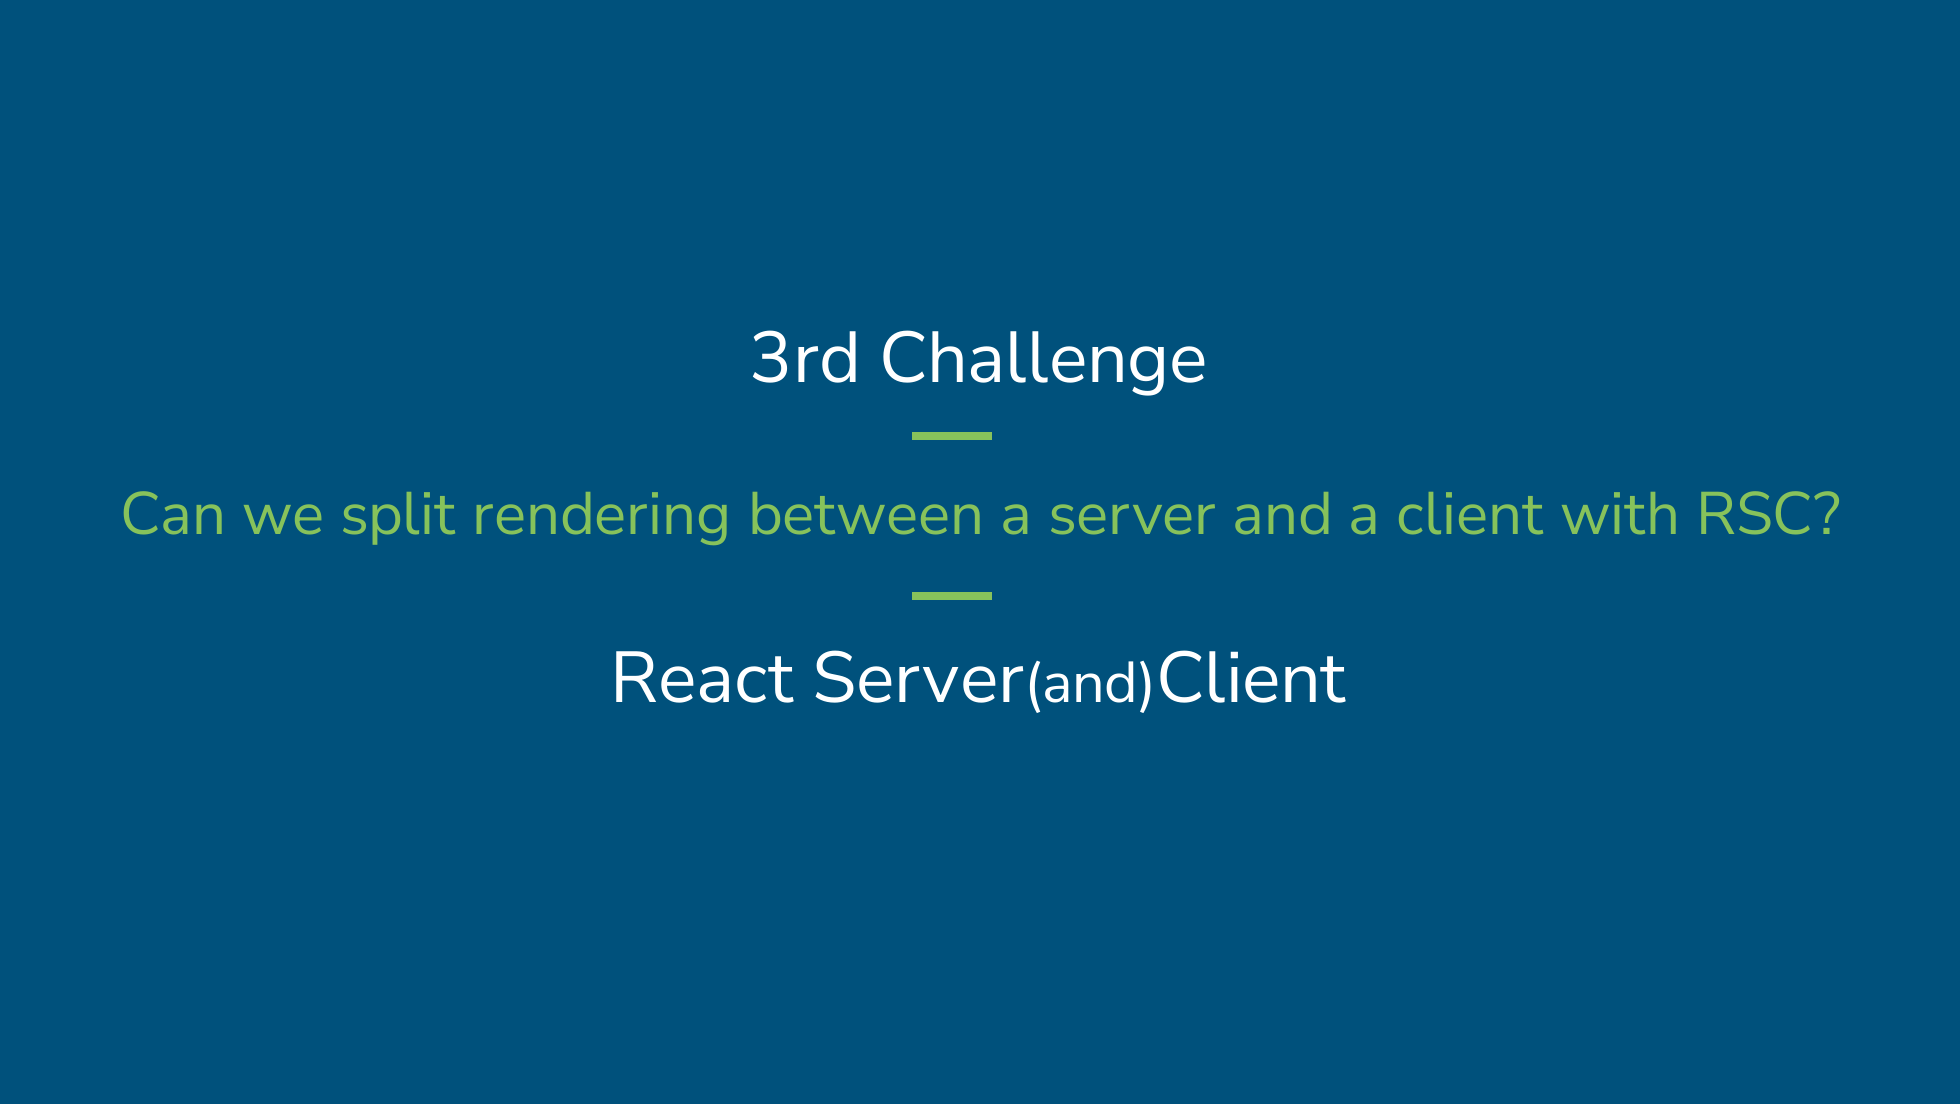 3rd Challenge
Can we split rendering between a server and a client with RSC?
React Server(and)Client